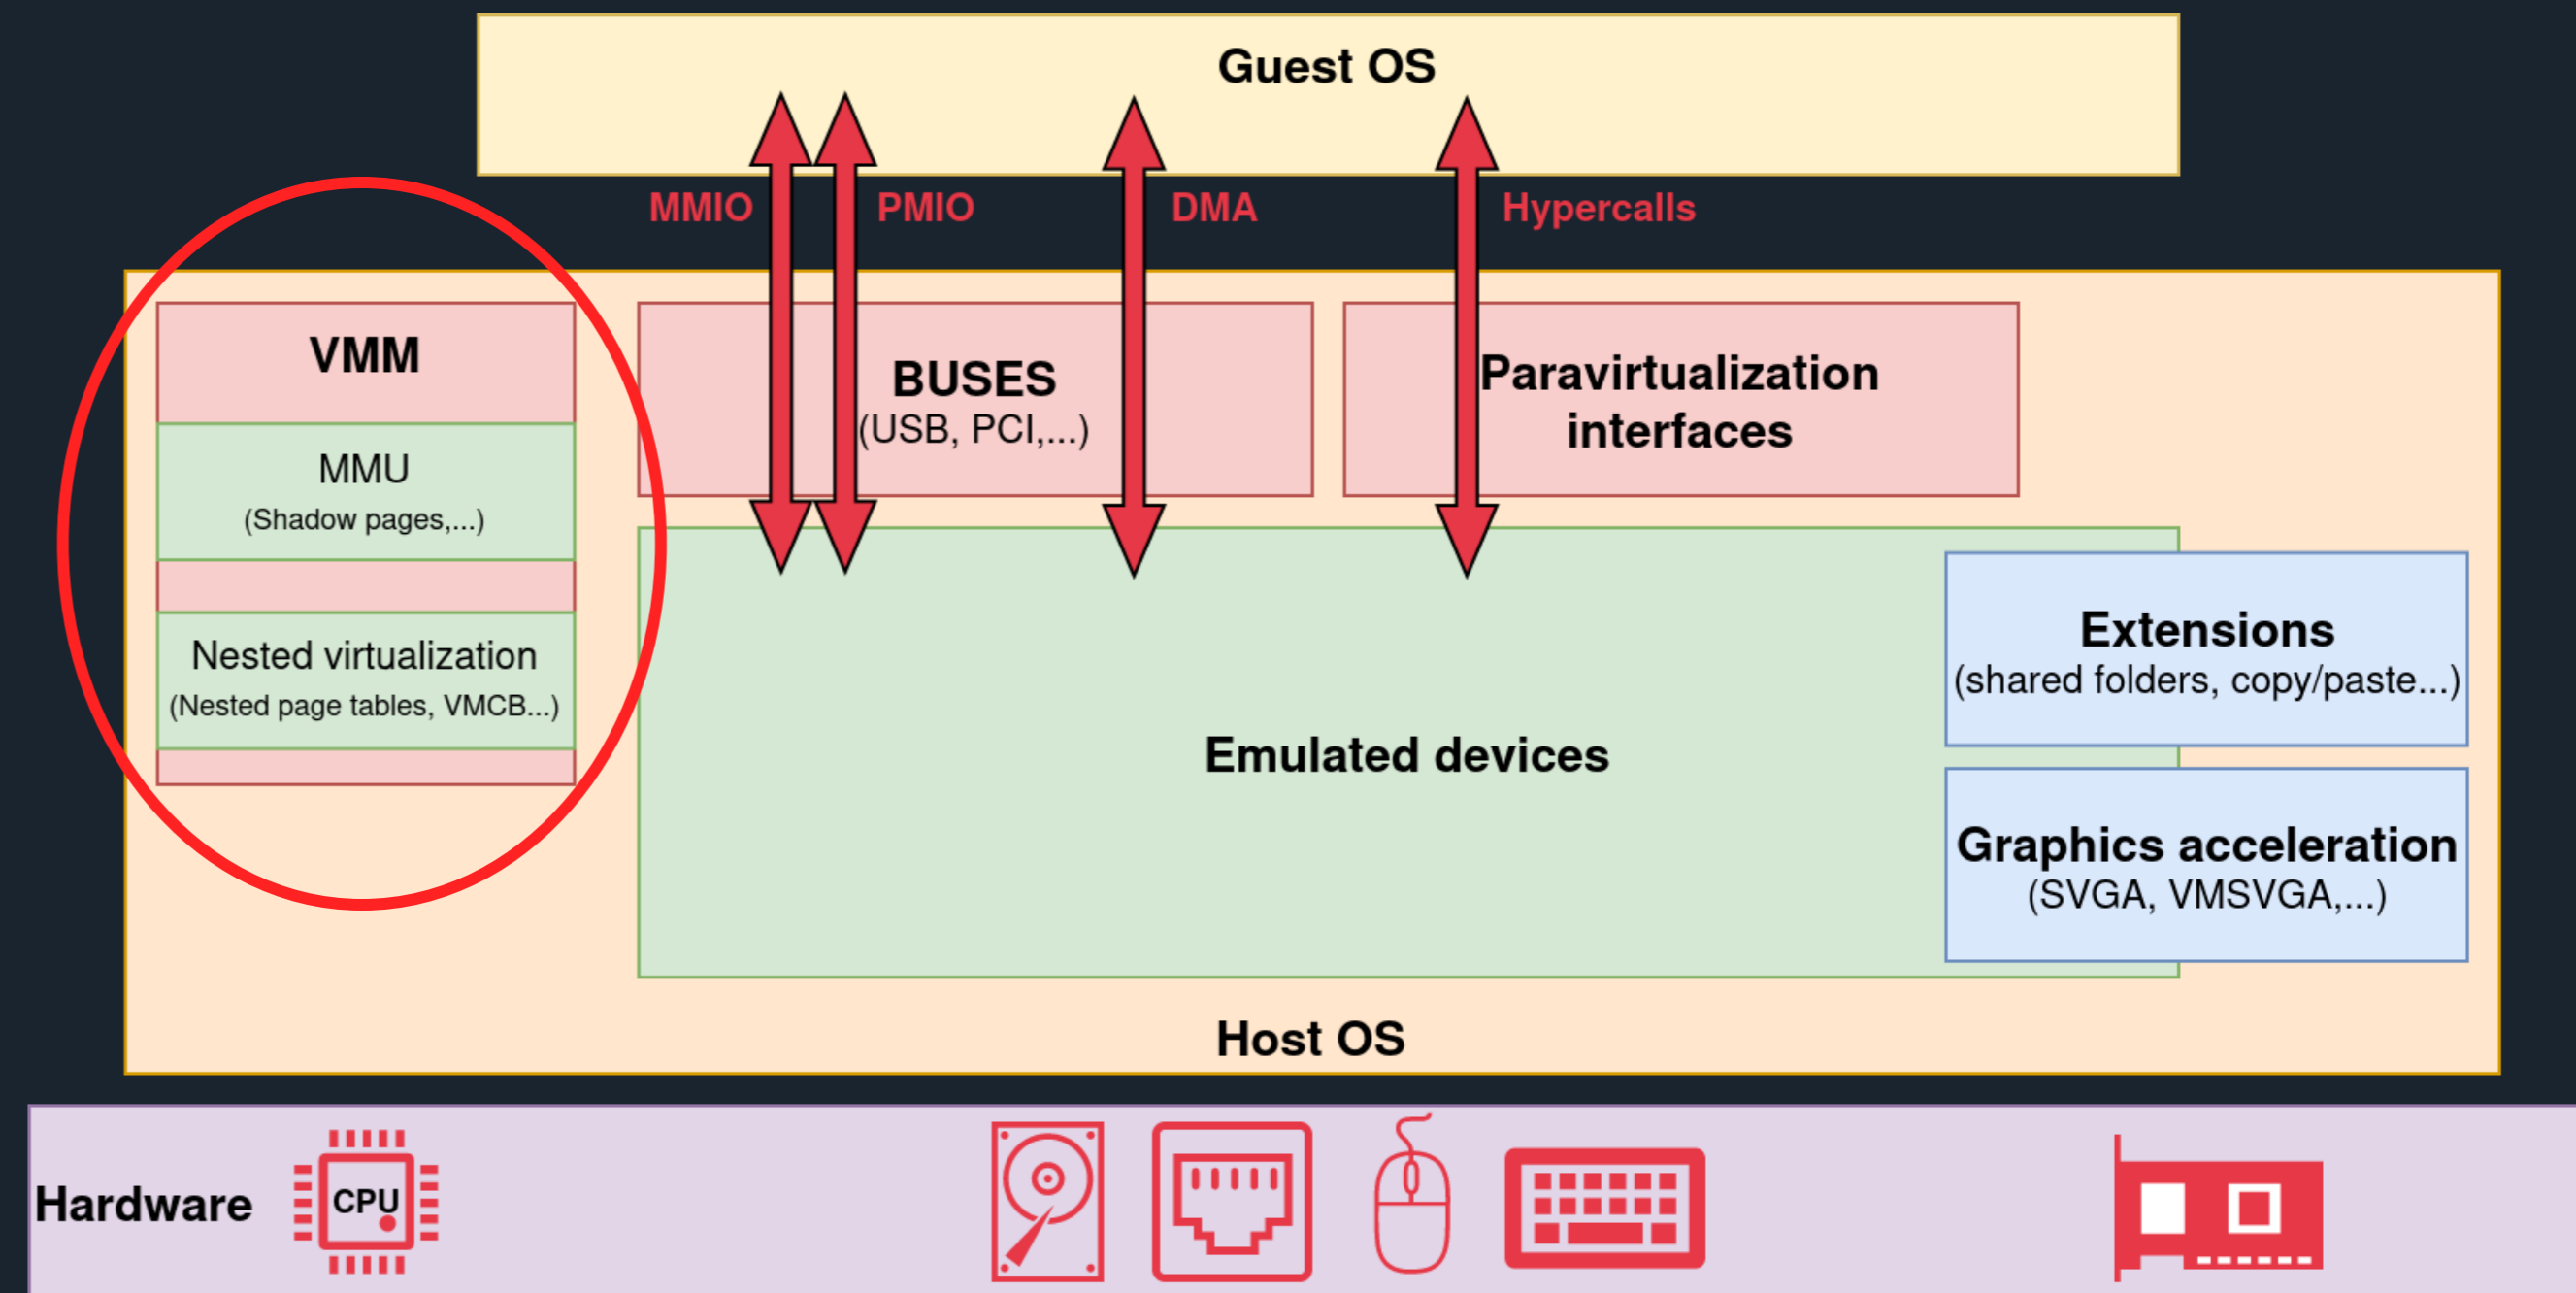 Guest OS
MMIO
PMIO
DMA
Hypercalls
VMM
MMU
(Shadow pages,...)
Nested virtualization
(Nested page tables, VMCB...)
BUSES
(USB, PCI,...)
Paravirtualization
interfaces
Emulated devices
Extensions
(shared folders, copy/paste...)
Graphics acceleration
(SVGA, VMSVGA,...)
Host OS
Hardware
CPU